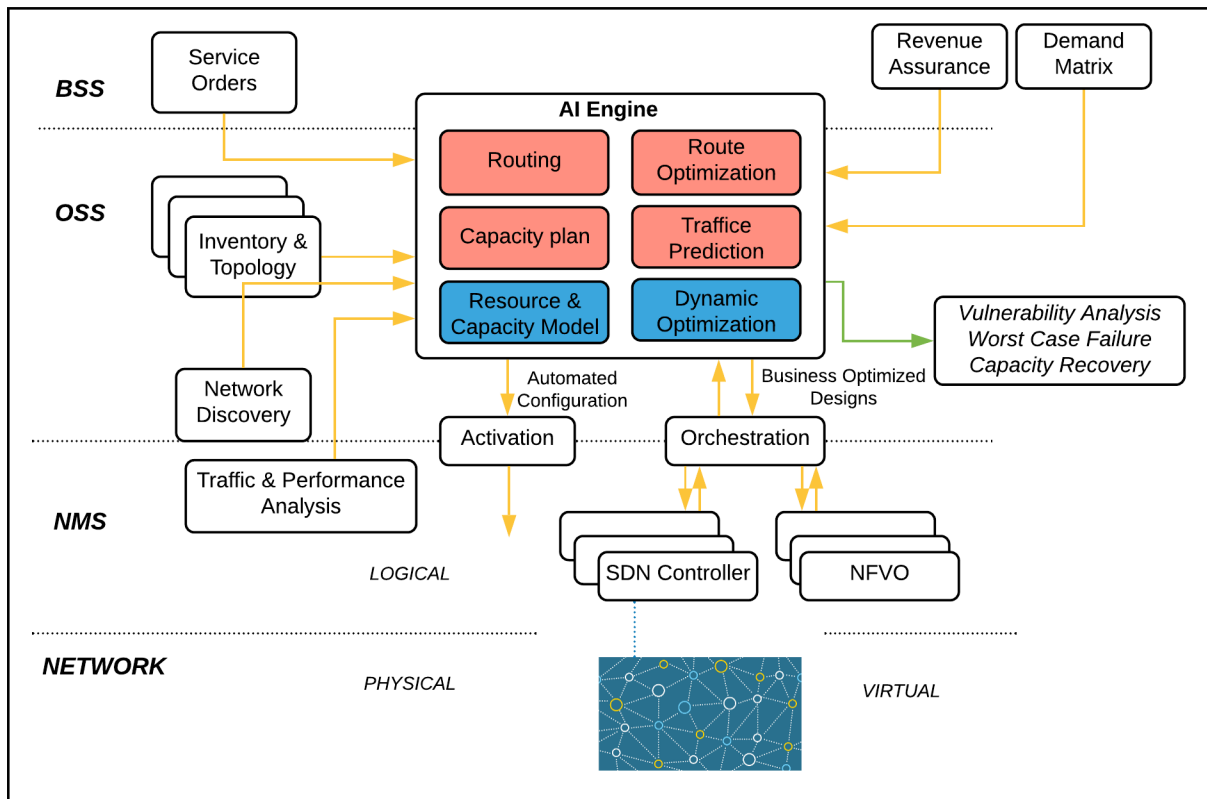 Service
Orders
Revenue
Assurance
Demand
Matrix
BSS
AI Engine
Routing
Route
Optimization
OSS
Inventory &
Topology
Capacity plan
Traffice
Prediction
Resource &
Capacity Model
Dynamic
Optimization
Vulnerability Analysis
Worst Case Failure
Capacity Recovery
Network
Discovery
Automated
Configuration
Business Optimized
Designs
Activation
Orchestration
Traffic & Performance
Analysis
NMS
LOGICAL
SDN Controller
NFVO
NETWORK
PHYSICAL
VIRTUAL